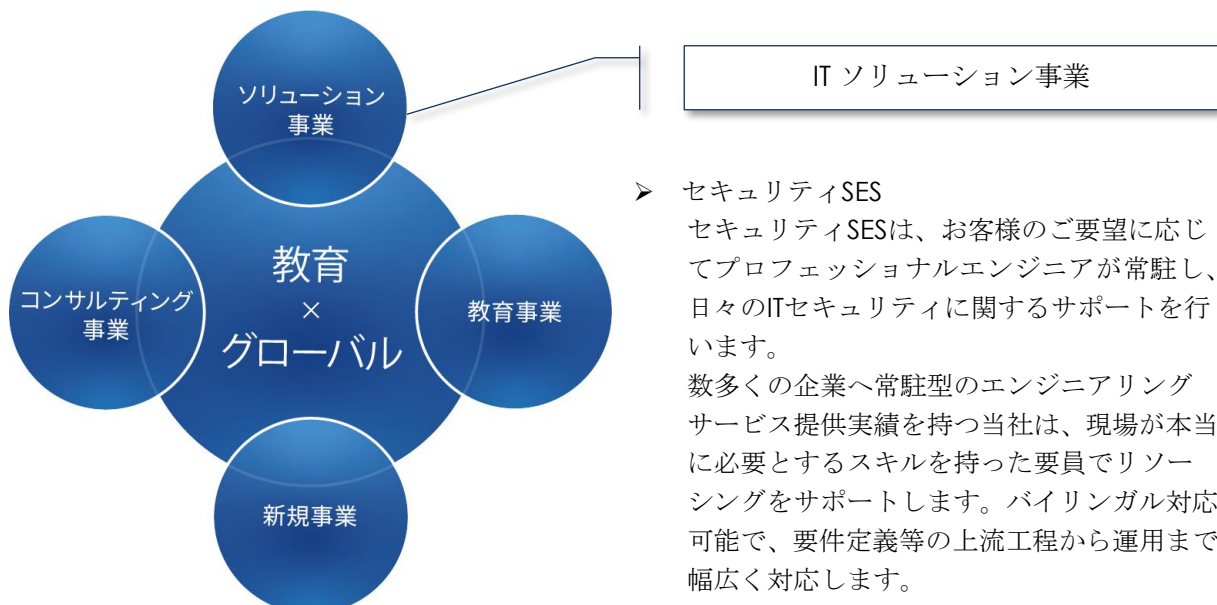 ソリューション
事業
コンサルティング
事業
教育
×
グローバル
教育事業
新規事業
IT ソリューション事業
➢ セキュリティSES
セキュリティSESは、お客様のご要望に応じ
てプロフェッショナルエンジニアが常駐し、
日々のITセキュリティに関するサポートを行
います。
数多くの企業へ常駐型のエンジニアリング
サービス提供実績を持つ当社は、現場が本当
に必要とするスキルを持った要員でリソー
シングをサポートします。バイリンガル対応
可能で、要件定義等の上流工程から運用まで
幅広く対応します。